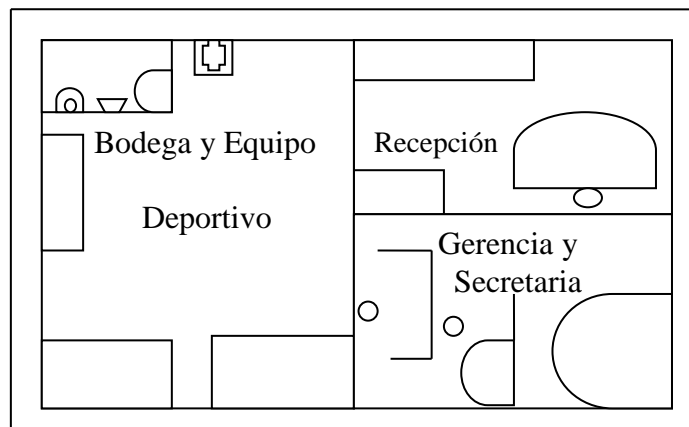 Bodega y Equipo
Deportivo
Recepción
Gerencia y
Secretaria